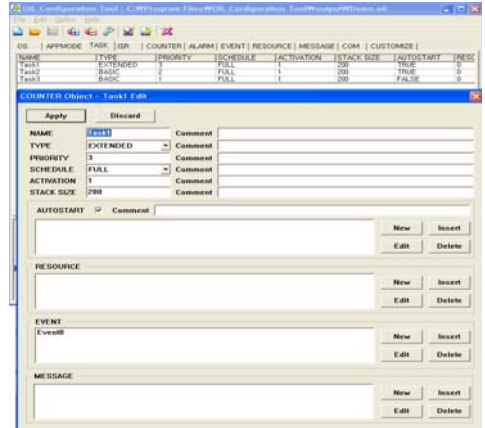 OIL Configuration Tool : C:₩Program Files₩OIL Configuration Tool₩output₩Demo.oil
File Edit Option Help
OS | APPMODE TASK | ISR | COUNTER | ALARM | EVENT | RESOURCE | MESSAGE | COM | CUSTOMIZE |
NAME TYPE PRIORITY SCHEDULE ACTIVATION STACK SIZE AUTOSTART RESO
Task1 EXTENDED 3 FULL 1 200 TRUE 0
Task2 BASIC 2 FULL 1 200 TRUE 0
Task3 BASIC 1 FULL 1 200 FALSE 0
COUNTER Object - Task1 Edit
Apply Discard
NAME Task1 Comment
TYPE EXTENDED Comment
PRIORITY 3 Comment
SCHEDULE FULL Comment
ACTIVATION 1 Comment
STACK SIZE 200 Comment
AUTOSTART Comment
New Insert
Edit Delete
RESOURCE
New Insert
Edit Delete
EVENT
Event0
New Insert
Edit Delete
MESSAGE
New Insert
Edit Delete